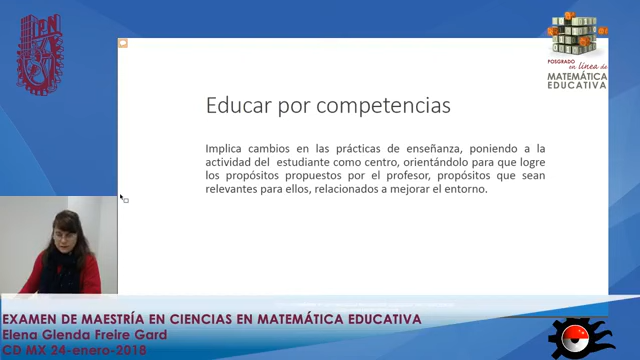 IPN
POSGRADO
en línea de
MATEMÁTICA
EDUCATIVA
Educar por competencias
Implica cambios en las prácticas de enseñanza, poniendo a la
actividad del estudiante como centro, orientándolo para que logre
los propósitos propuestos por el profesor, propósitos que sean
relevantes para ellos, relacionados a mejorar el entorno.
EXAMEN DE MAESTRÍA EN CIENCIAS EN MATEMÁTICA EDUCATIVA
Elena Glenda Freire Gard
CD MX 24-enero-2018